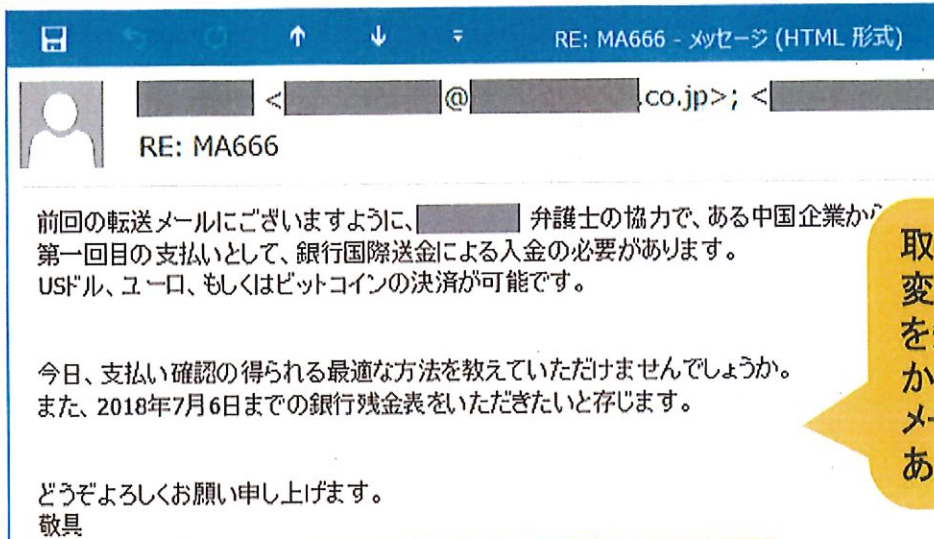 RE: MA666 - メッセージ (HTML 形式)
< @ .co.jp>; <
RE: MA666
前回の転送メールにございますように、 弁護士の協力で、ある中国企業から
第一回目の支払いとして、銀行国際送金による入金の必要があります。
USドル、ユーロ、もしくはビットコインの決済が可能です。
今日、支払い確認の得られる最適な方法を教えていただけませんでしょうか。
また、2018年7月6日までの銀行残金表をいただきたいと存じます。
どうぞよろしくお願い申し上げます。
敬具
取
変
を
か
メー
あ